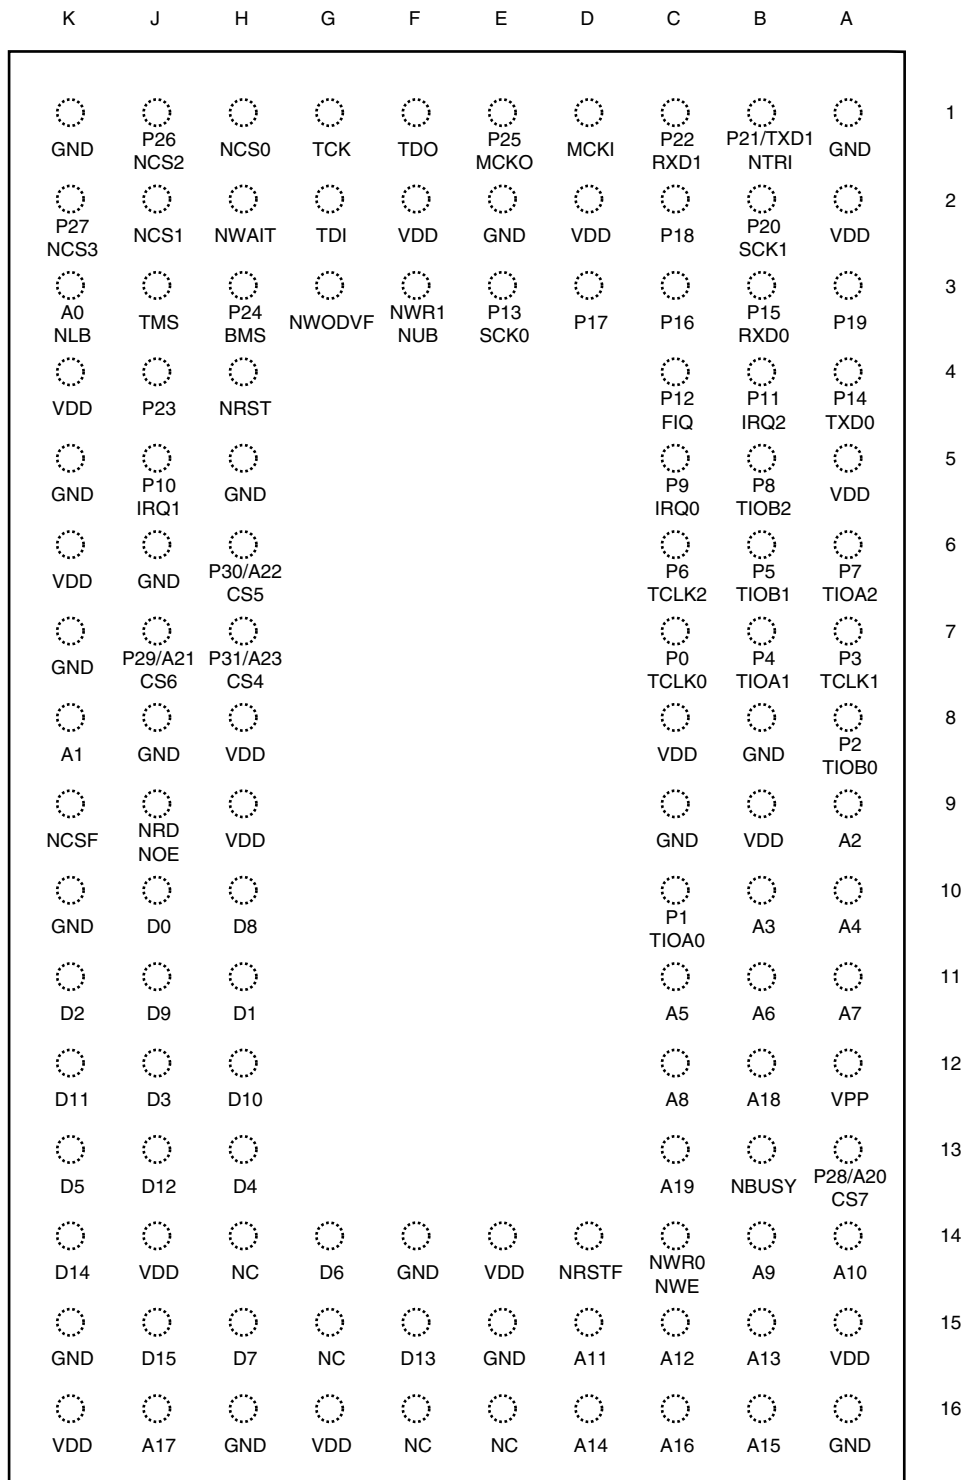 K J H G F E D C B A
1
GND P26 NCS0 TCK TDO P25 MCKI P22 P21/TXD1 GND
NCS2 MCKO RXD1 NTRI
2
P27 NCS1 NWAIT TDI VDD GND VDD P18 P20 VDD
NCS3 SCK1
3
A0 TMS P24 NWODVF NWR1 P13 P17 P16 P15 P19
NLB BMS NUB SCK0 RXD0
4
VDD P23 NRST P12 P11 P14
FIQ IRQ2 TXD0
5
GND P10 GND P9 P8 VDD
IRQ1 IRQ0 TIOB2
6
VDD GND P30/A22 P6 P5 P7
CS5 TCLK2 TIOB1 TIOA2
7
GND P29/A21 P31/A23 P0 P4 P3
CS6 CS4 TCLK0 TIOA1 TCLK1
8
A1 GND VDD VDD GND P2
TIOB0
9
NCSF NRD VDD GND VDD A2
NOE
10
GND D0 D8 P1 A3 A4
TIOA0
11
D2 D9 D1 A5 A6 A7
12
D11 D3 D10 A8 A18 VPP
13
D5 D12 D4 A19 NBUSY P28/A20
CS7
14
D14 VDD NC D6 GND VDD NRSTF NWR0 A9 A10
NWE
15
GND D15 D7 NC D13 GND A11 A12 A13 VDD
16
VDD A17 GND VDD NC NC A14 A16 A15 GND